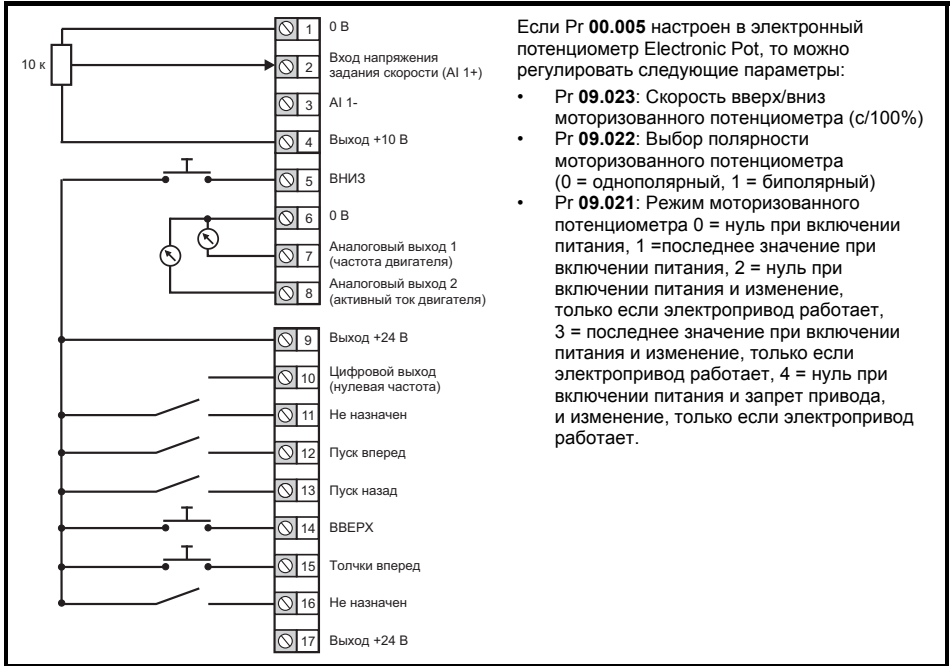 1 0 В
10 к
2 Вход напряжения
задания скорости (AI 1+)
3 AI 1-
4 Выход +10 В
5 ВНИЗ
6 0 В
7 Аналоговый выход 1
(частота двигателя)
8 Аналоговый выход 2
(активный ток двигателя)
9 Выход +24 В
10 Цифровой выход
(нулевая частота)
11 Не назначен
12 Пуск вперед
13 Пуск назад
14 ВВЕРХ
15 Толчки вперед
16 Не назначен
17 Выход +24 В
Если Pr 00.005 настроен в электронный
потенциометр Electronic Pot, то можно
регулировать следующие параметры:
• Pr 09.023: Скорость вверх/вниз
моторизованного потенциометра (с/100%)
• Pr 09.022: Выбор полярности
моторизованного потенциометра
(0 = однополярный, 1 = биполярный)
• Pr 09.021: Режим моторизованного
потенциометра 0 = нуль при включении
питания, 1 =последнее значение при
включении питания, 2 = нуль при
включении питания и изменение,
только если электропривод работает,
3 = последнее значение при включении
питания и изменение, только если
электропривод работает, 4 = нуль при
включении питания и запрет привода,
и изменение, только если электропривод
работает.